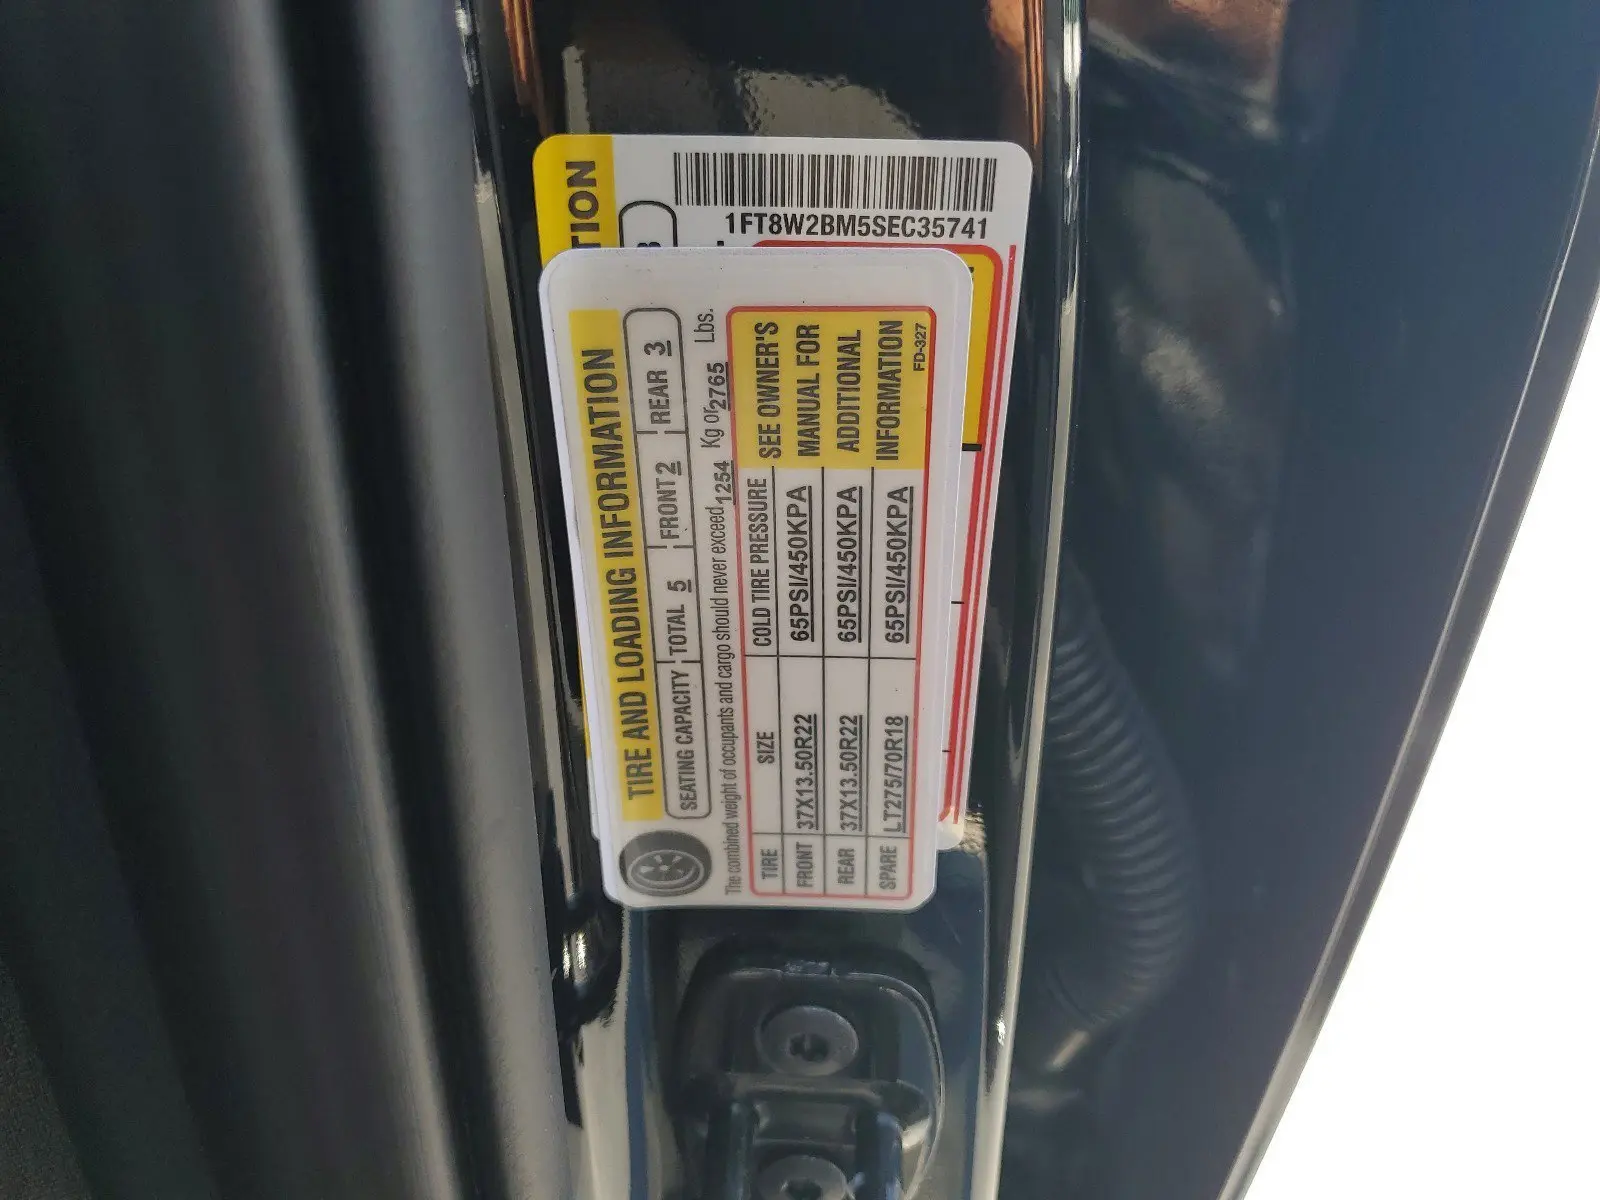 1FT8W2BM5SEC35741
TION
B
TIRE AND LOADING INFORMATION
SEATING CAPACITY TOTAL 5 FRONT 2 REAR 3
The combined weight of occupants and cargo should never exceed 1254 Kg or 2765 Lbs.
TIRE SIZE COLD TIRE PRESSURE SEE OWNER'S
FRONT 37X13.50R22 65PSI/450KPA MANUAL FOR
REAR 37X13.50R22 65PSI/450KPA ADDITIONAL
SPARE LT275/70R18 65PSI/450KPA INFORMATION
FD-327